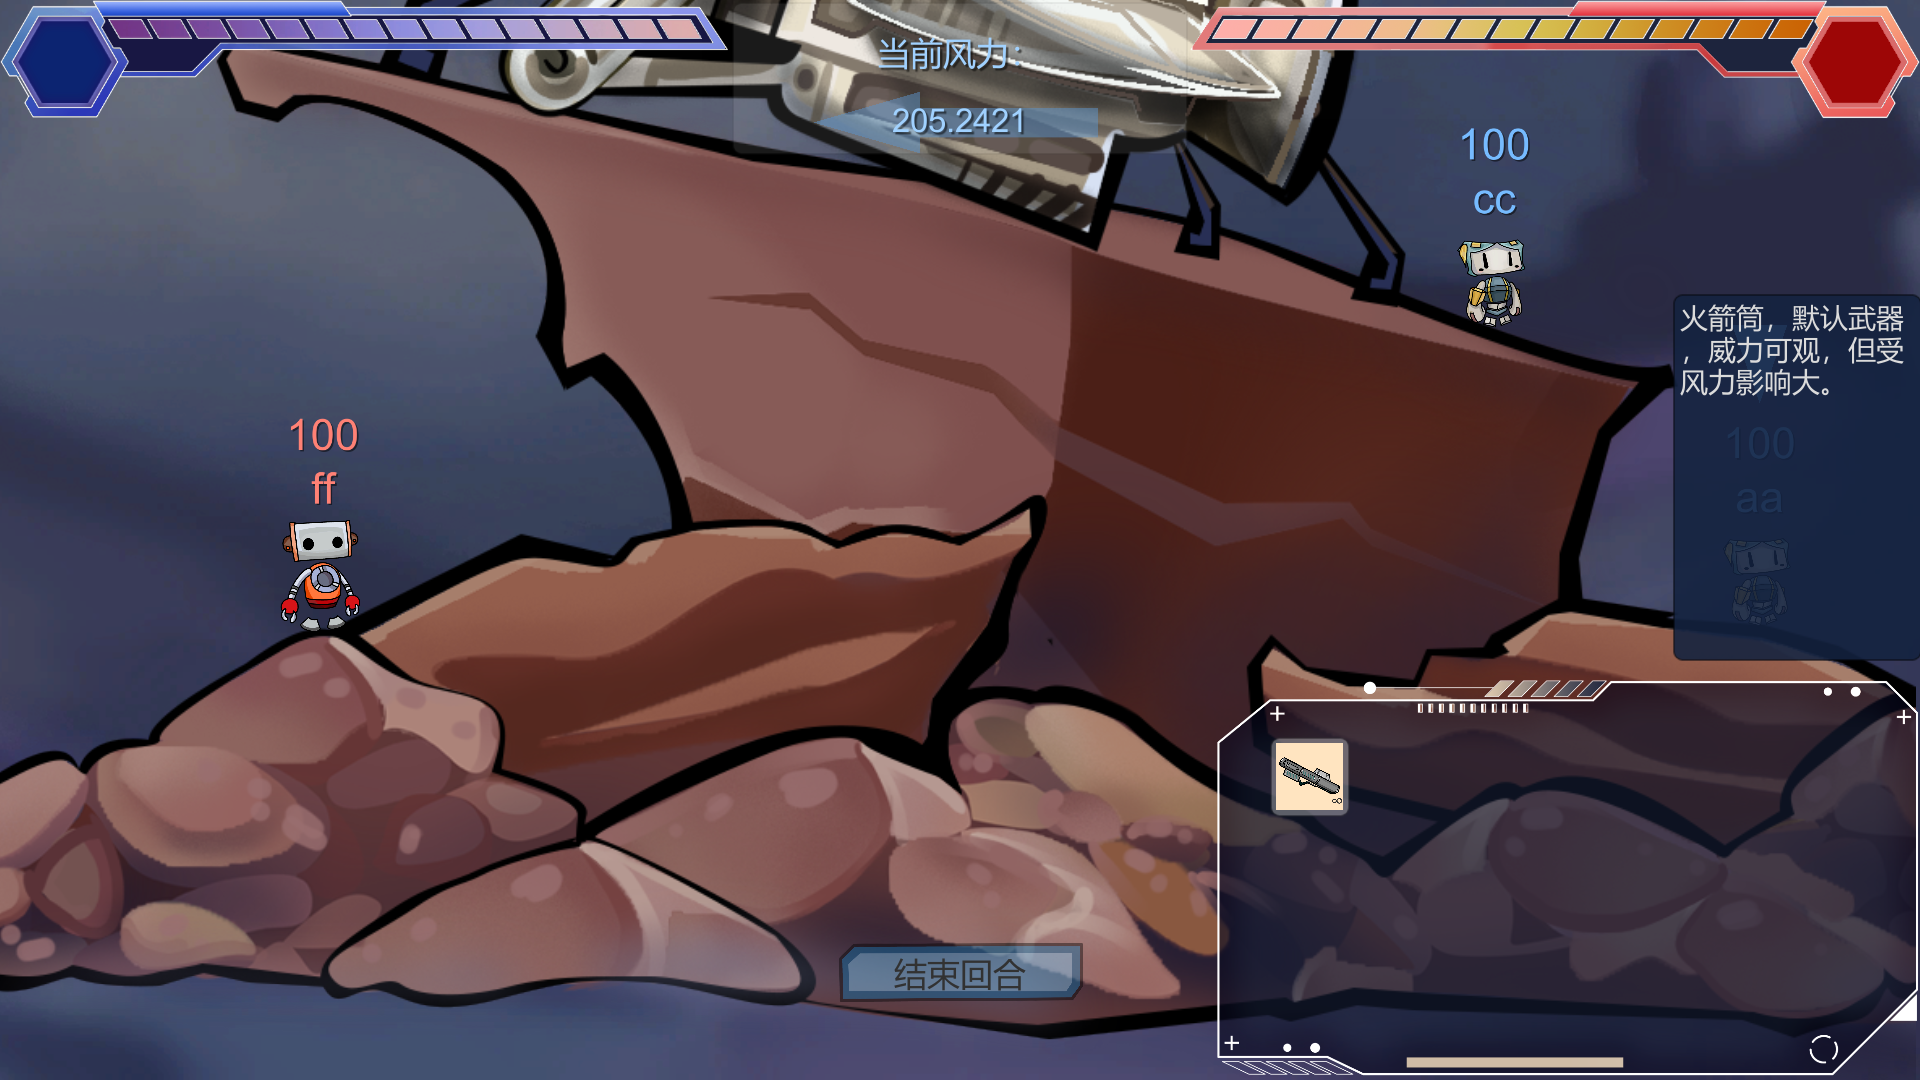 当前风力：
205.2421
100
cc
火箭筒，默认武器
，威力可观，但受
风力影响大。
100
aa
100
ff
∞
结束回合